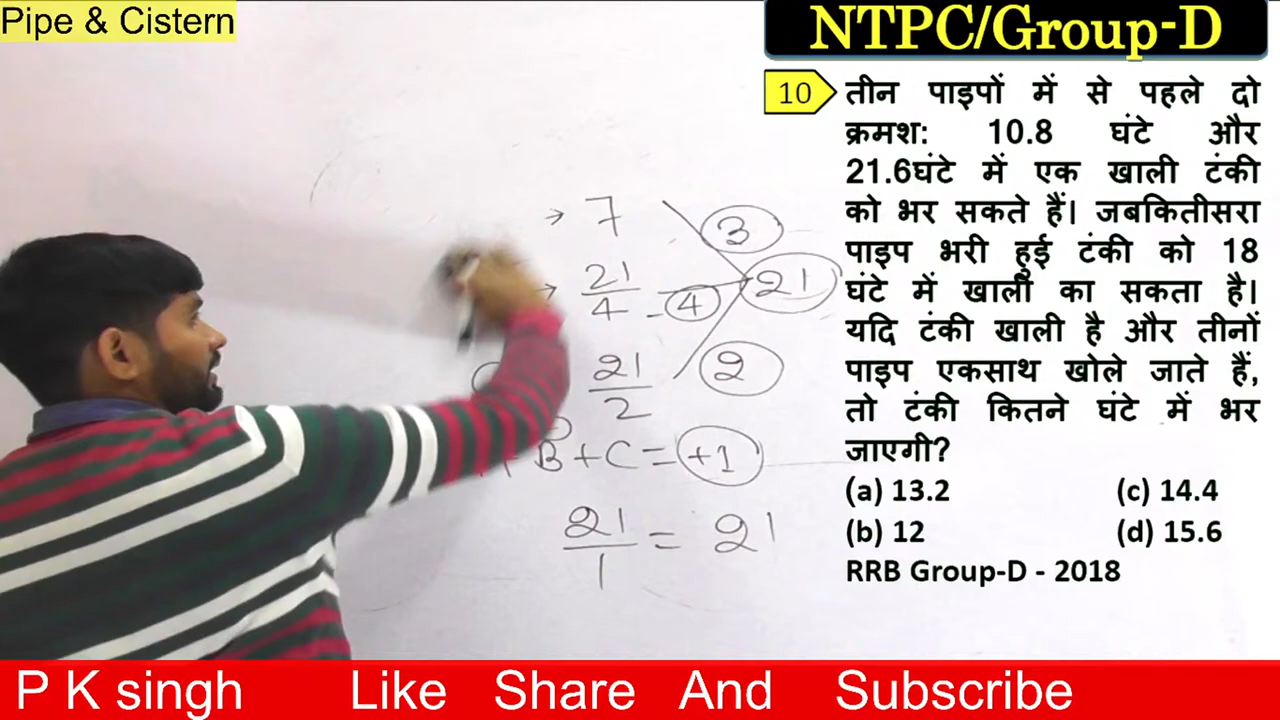 Pipe & Cistern
NTPC/Group-D
10 तीन पाइपों में से पहले दो
क्रमश: 10.8 घंटे और
21.6घंटे में एक खाली टंकी
को भर सकते हैं। जबकितीसरा
पाइप भरी हुई टंकी को 18
घंटे में खाली का सकता है।
यदि टंकी खाली है और तीनों
पाइप एकसाथ खोले जाते हैं,
तो टंकी कितने घंटे में भर
जाएगी?
(a) 13.2 (c) 14.4
(b) 12 (d) 15.6
RRB Group-D - 2018
→ 7 3
21/4 - 4 21
21/2 2
B+C = +1
21/1 = 21
P K singh Like Share And Subscribe